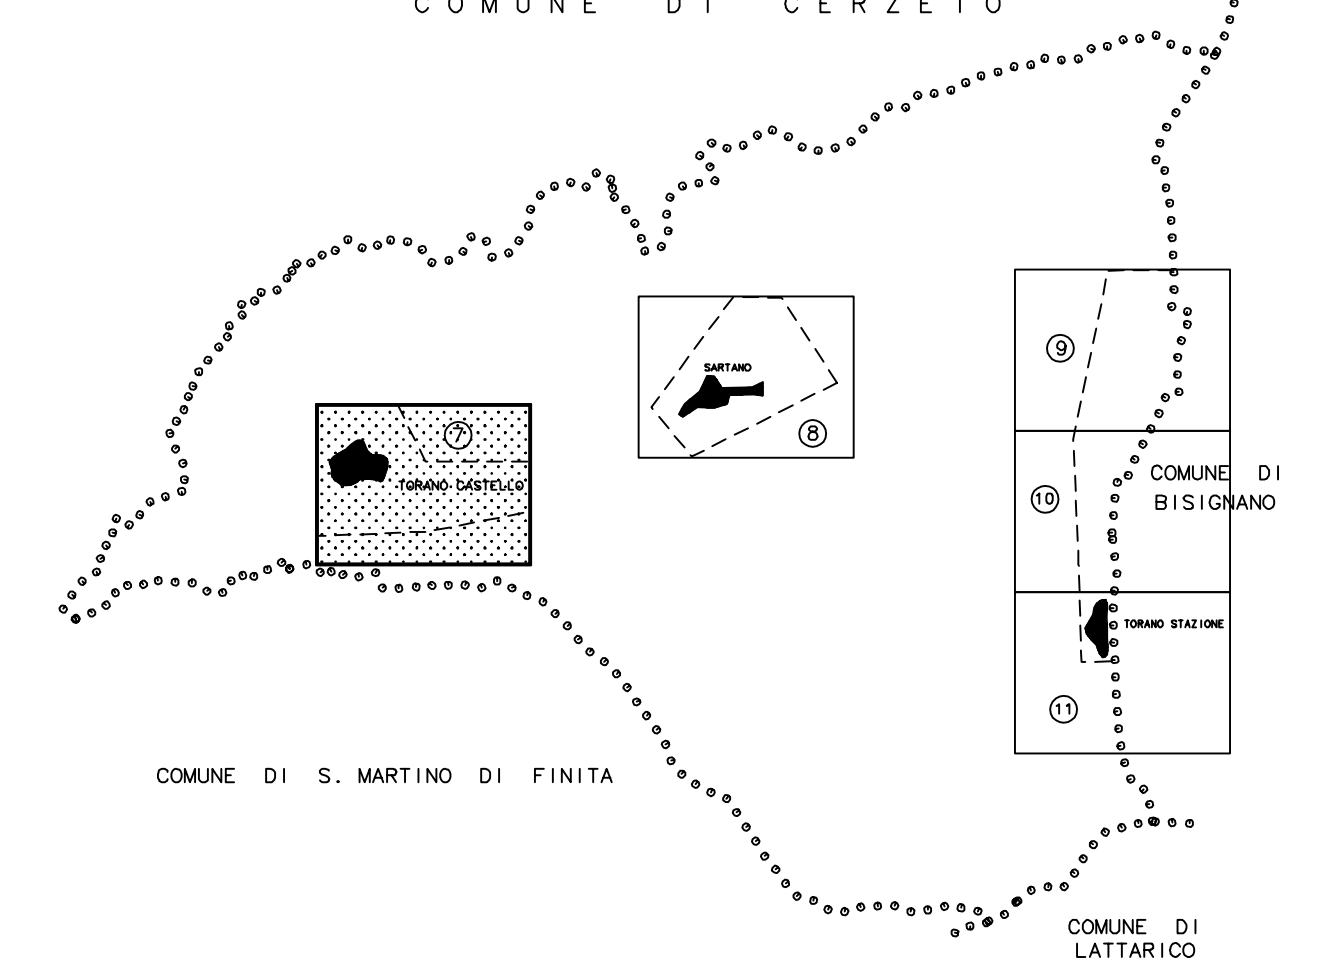 COMUNE DI CERZETO
9
SARTANO
7
8
COMUNE DI
BISIGNANO
TORANO CASTELLO
10
TORANO STAZIONE
11
COMUNE DI S. MARTINO DI FINITA
COMUNE DI
LATTARICO